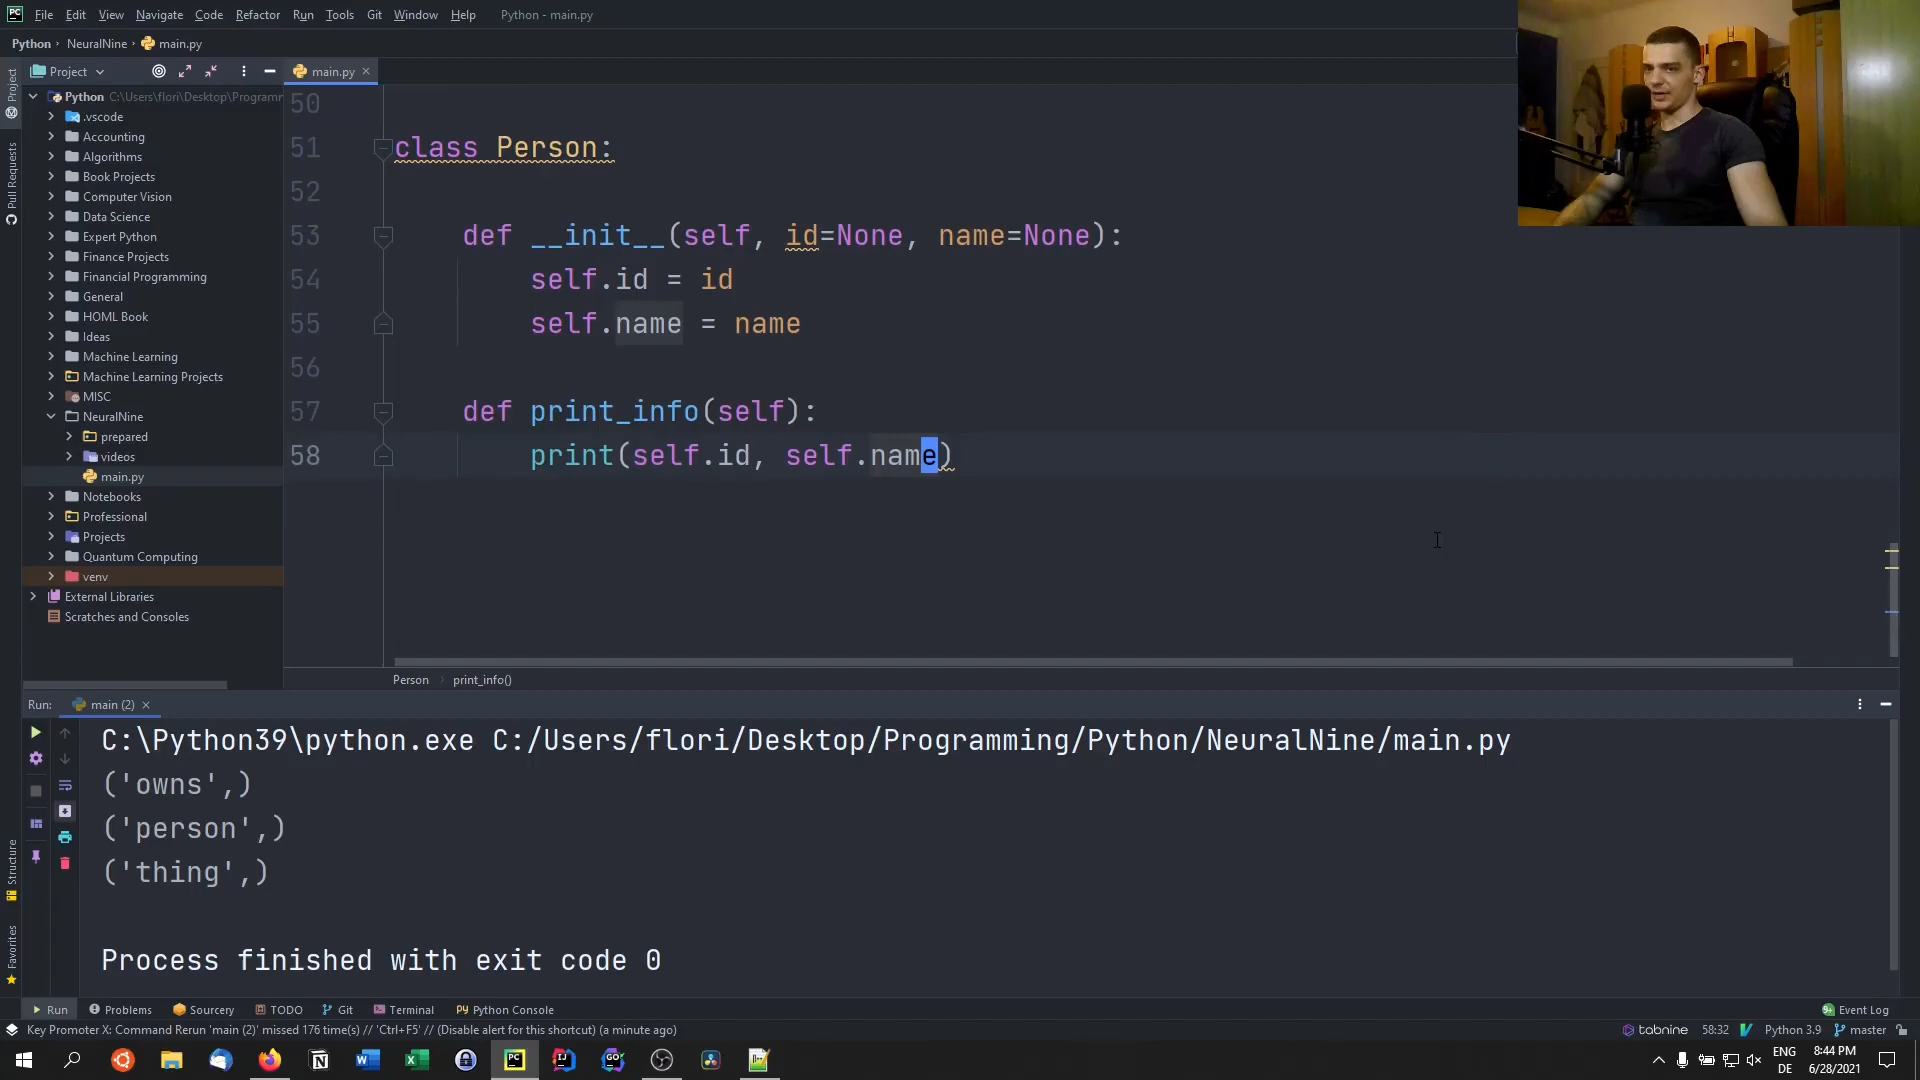 PC File Edit View Navigate Code Refactor Run Tools Git Window Help Python - main.py
Python › NeuralNine › main.py
Project
main.py
Project
Pull Requests
Structure
Favorites
Python C:\Users\flori\Desktop\Programm
.vscode
Accounting
Algorithms
Book Projects
Computer Vision
Data Science
Expert Python
Finance Projects
Financial Programming
General
HOML Book
Ideas
Machine Learning
Machine Learning Projects
MISC
NeuralNine
prepared
videos
main.py
Notebooks
Professional
Projects
Quantum Computing
venv
External Libraries
Scratches and Consoles
50
51 class Person:
52
53 def __init__(self, id=None, name=None):
54 self.id = id
55 self.name = name
56
57 def print_info(self):
58 print(self.id, self.name)
Person › print_info()
Run: main (2)
C:\Python39\python.exe C:/Users/flori/Desktop/Programming/Python/NeuralNine/main.py
('owns',)
('person',)
('thing',)
Process finished with exit code 0
Run Problems Sourcery TODO Git Terminal Python Console Event Log
Key Promoter X: Command Rerun 'main (2)' missed 176 time(s) // 'Ctrl+F5' // (Disable alert for this shortcut) (a minute ago) tabnine 58:32 Python 3.9 master
ENG 8:44 PM
DE 6/28/2021